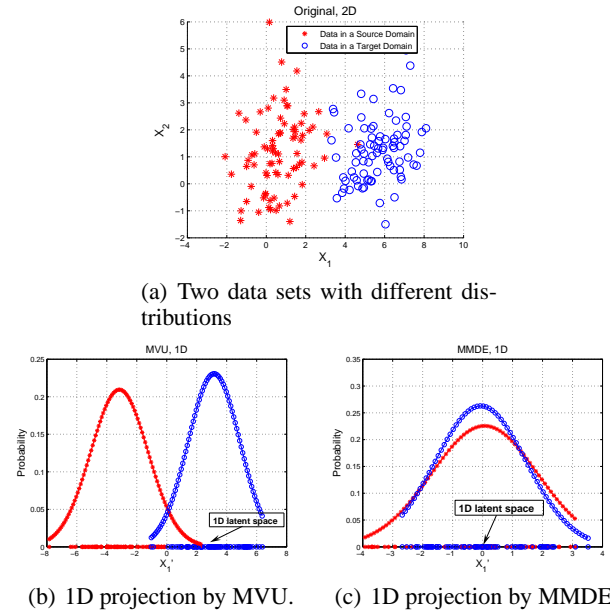 Original, 2D
6
5
4
3
2
1
0
−1
−2
X_2
Data in a Source Domain
Data in a Target Domain
−4 −2 0 2 4 6 8 10
X_1
(a) Two data sets with different dis-
tributions
MVU, 1D
0.25
0.2
0.15
0.1
0.05
0
Probability
1D latent space
−8 −6 −4 −2 0 2 4 6 8
X_1'
(b) 1D projection by MVU.
MMDE, 1D
0.35
0.3
0.25
0.2
0.15
0.1
0.05
0
Probability
1D latent space
−4 −3 −2 −1 0 1 2 3 4
X_1'
(c) 1D projection by MMDE